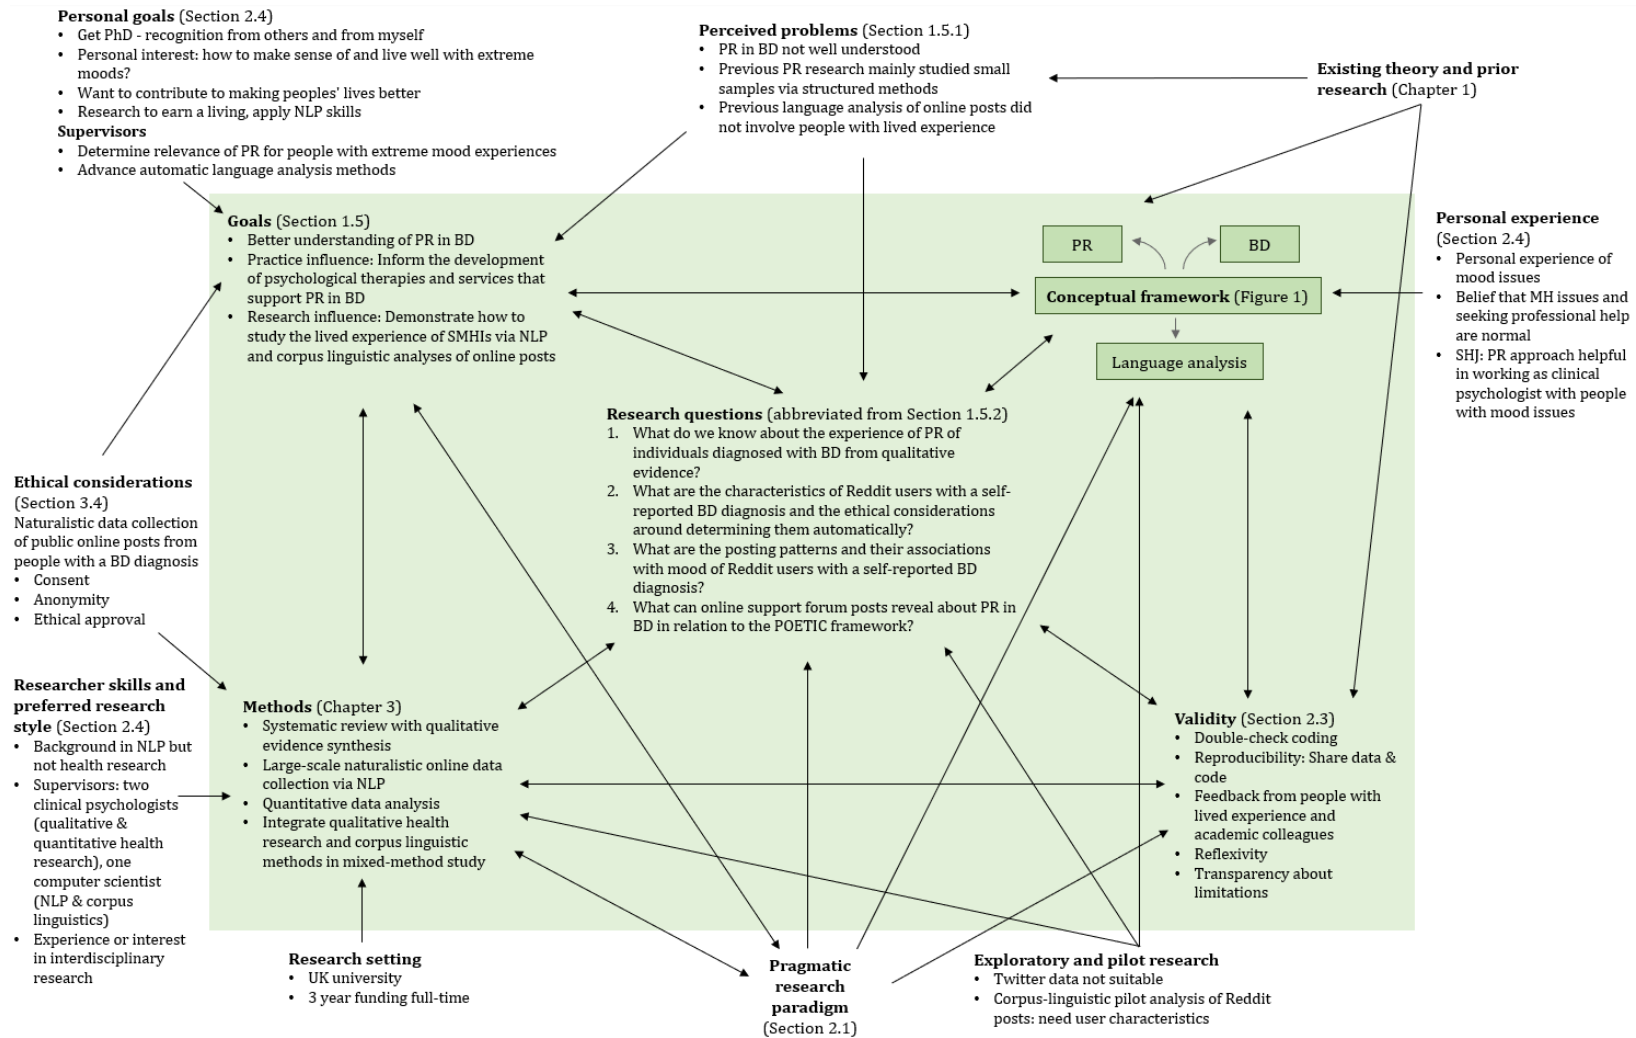 Personal goals (Section 2.4)
• Get PhD - recognition from others and from myself
• Personal interest: how to make sense of and live well with extreme
moods?
• Want to contribute to making peoples' lives better
• Research to earn a living, apply NLP skills
Supervisors
• Determine relevance of PR for people with extreme mood experiences
• Advance automatic language analysis methods
Perceived problems (Section 1.5.1)
• PR in BD not well understood
• Previous PR research mainly studied small
samples via structured methods
• Previous language analysis of online posts did
not involve people with lived experience
Existing theory and prior
research (Chapter 1)
Goals (Section 1.5)
• Better understanding of PR in BD
• Practice influence: Inform the development
of psychological therapies and services that
support PR in BD
• Research influence: Demonstrate how to
study the lived experience of SMHIs via NLP
and corpus linguistic analyses of online posts
PR
BD
Conceptual framework (Figure 1)
Language analysis
Personal experience
(Section 2.4)
• Personal experience of
mood issues
• Belief that MH issues and
seeking professional help
are normal
• SHJ: PR approach helpful
in working as clinical
psychologist with people
with mood issues
Research questions (abbreviated from Section 1.5.2)
1. What do we know about the experience of PR of
individuals diagnosed with BD from qualitative
evidence?
2. What are the characteristics of Reddit users with a self-
reported BD diagnosis and the ethical considerations
around determining them automatically?
3. What are the posting patterns and their associations
with mood of Reddit users with a self-reported BD
diagnosis?
4. What can online support forum posts reveal about PR in
BD in relation to the POETIC framework?
Ethical considerations
(Section 3.4)
Naturalistic data collection
of public online posts from
people with a BD diagnosis
• Consent
• Anonymity
• Ethical approval
Researcher skills and
preferred research
style (Section 2.4)
• Background in NLP but
not health research
• Supervisors: two
clinical psychologists
(qualitative &
quantitative health
research), one
computer scientist
(NLP & corpus
linguistics)
• Experience or interest
in interdisciplinary
research
Methods (Chapter 3)
• Systematic review with qualitative
evidence synthesis
• Large-scale naturalistic online data
collection via NLP
• Quantitative data analysis
• Integrate qualitative health
research and corpus linguistic
methods in mixed-method study
Validity (Section 2.3)
• Double-check coding
• Reproducibility: Share data &
code
• Feedback from people with
lived experience and
academic colleagues
• Reflexivity
• Transparency about
limitations
Research setting
• UK university
• 3 year funding full-time
Pragmatic
research
paradigm
(Section 2.1)
Exploratory and pilot research
• Twitter data not suitable
• Corpus-linguistic pilot analysis of Reddit
posts: need user characteristics